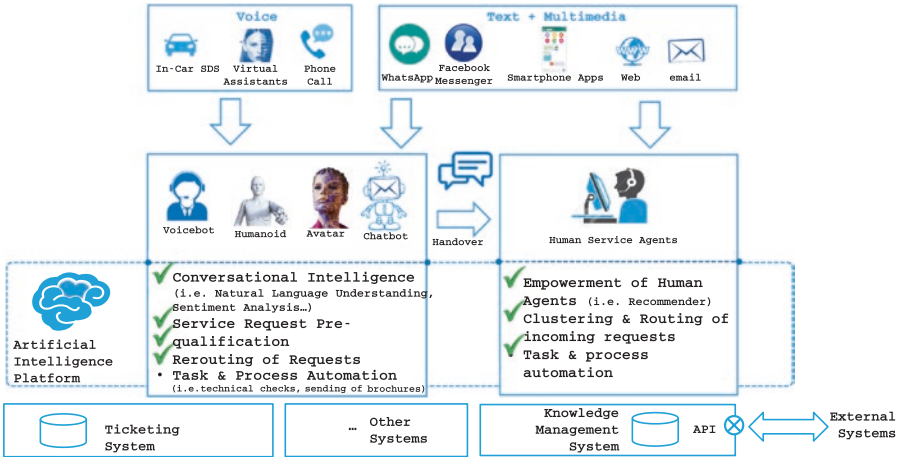 Voice
In-Car SDS
Virtual
Assistants
Phone
Call
Text + Multimedia
WhatsApp
Facebook
Messenger
Smartphone Apps
Web
email
Voicebot
Humanoid
Avatar
Chatbot
Handover
Human Service Agents
Artificial
Intelligence
Platform
Conversational Intelligence
(i.e. Natural Language Understanding,
Sentiment Analysis…)
Service Request Pre-
qualification
Rerouting of Requests
• Task & Process Automation
(i.e.technical checks, sending of brochures)
Empowerment of Human
Agents (i.e. Recommender)
Clustering & Routing of
incoming requests
• Task & process
automation
Ticketing
System
… Other
Systems
Knowledge
Management
System
API
External
Systems